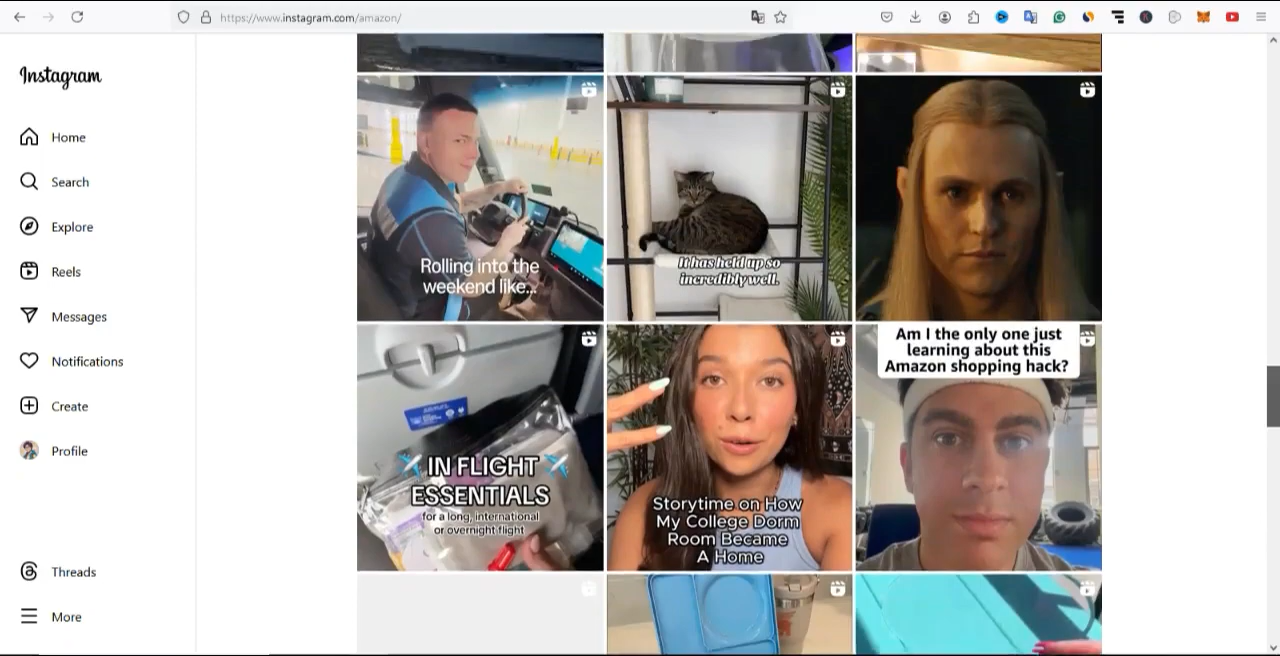 https://www.instagram.com/amazon/
Instagram
Home
Search
Explore
Reels
Messages
Notifications
Create
Profile
Threads
More
Rolling into the
weekend like...
It has held up so
incredibly well.
IN FLIGHT
ESSENTIALS
for a long, international
or overnight flight
Storytime on How
My College Dorm
Room Became
A Home
Am I the only one just
learning about this
Amazon shopping hack?